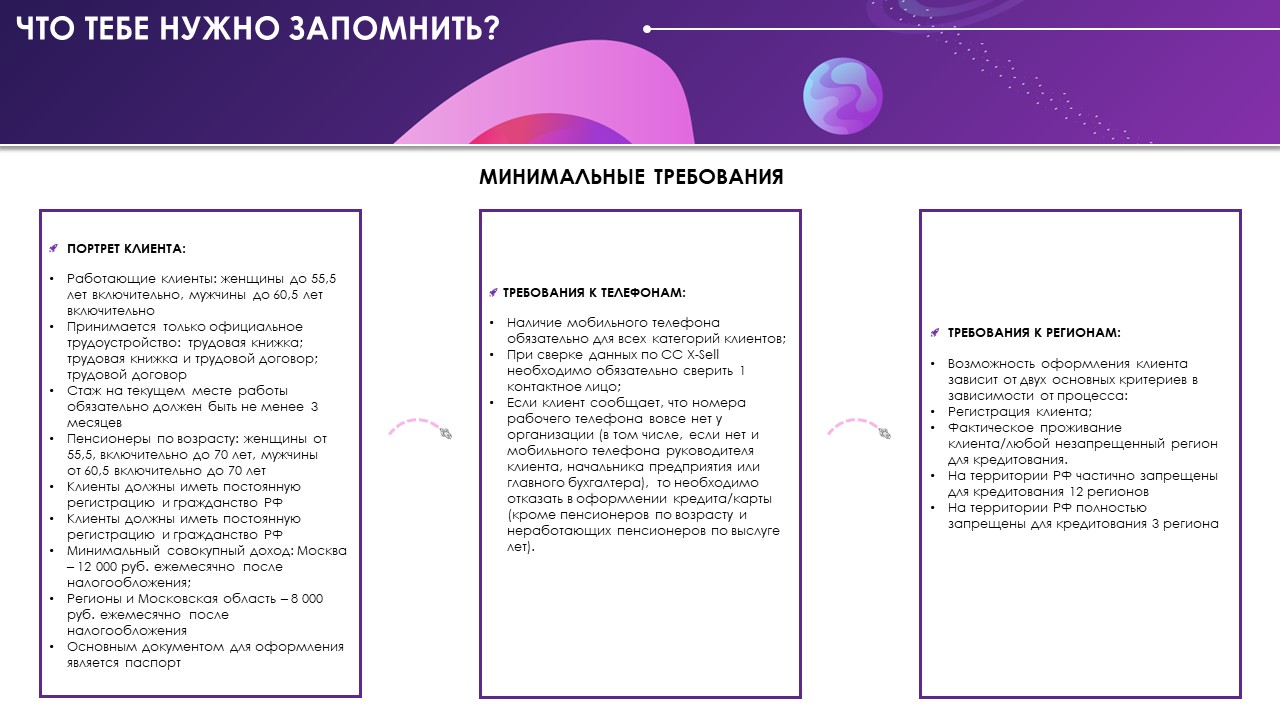 ЧТО ТЕБЕ НУЖНО ЗАПОМНИТЬ?
МИНИМАЛЬНЫЕ ТРЕБОВАНИЯ
ПОРТРЕТ КЛИЕНТА:
• Работающие клиенты: женщины до 55,5
лет включительно, мужчины до 60,5 лет
включительно
• Принимается только официальное
трудоустройство: трудовая книжка;
трудовая книжка и трудовой договор;
трудовой договор
• Стаж на текущем месте работы
обязательно должен быть не менее 3
месяцев
• Пенсионеры по возрасту: женщины от
55,5, включительно до 70 лет, мужчины
от 60,5 включительно до 70 лет
• Клиенты должны иметь постоянную
регистрацию и гражданство РФ
• Клиенты должны иметь постоянную
регистрацию и гражданство РФ
• Минимальный совокупный доход: Москва
– 12 000 руб. ежемесячно после
налогообложения;
• Регионы и Московская область – 8 000
руб. ежемесячно после
налогообложения
• Основным документом для оформления
является паспорт
ТРЕБОВАНИЯ К ТЕЛЕФОНАМ:
• Наличие мобильного телефона
обязательно для всех категорий клиентов;
• При сверке данных по СС X-Sell
необходимо обязательно сверить 1
контактное лицо;
• Если клиент сообщает, что номера
рабочего телефона вовсе нет у
организации (в том числе, если нет и
мобильного телефона руководителя
клиента, начальника предприятия или
главного бухгалтера), то необходимо
отказать в оформлении кредита/карты
(кроме пенсионеров по возрасту и
неработающих пенсионеров по выслуге
лет).
ТРЕБОВАНИЯ К РЕГИОНАМ:
• Возможность оформления клиента
зависит от двух основных критериев в
зависимости от процесса:
• Регистрация клиента;
• Фактическое проживание
клиента/любой незапрещенный регион
для кредитования.
• На территории РФ частично запрещены
для кредитования 12 регионов
• На территории РФ полностью
запрещены для кредитования 3 региона